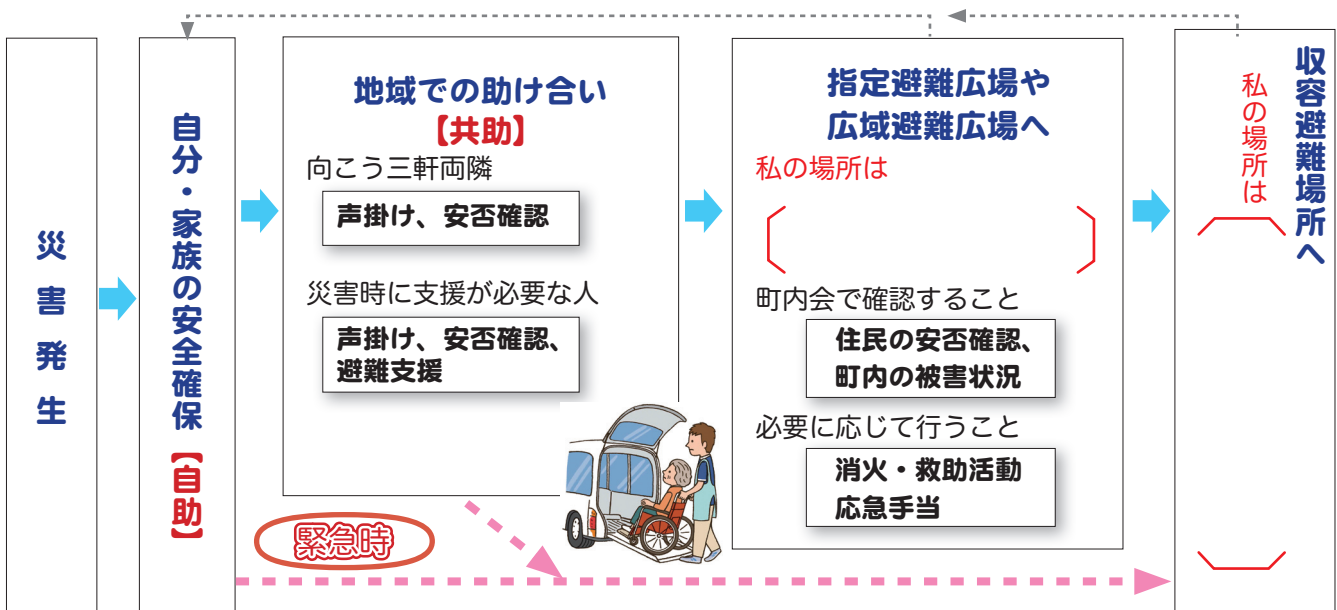 災害発生
自分・家族の安全確保【自助】
地域での助け合い
【共助】
向こう三軒両隣
声掛け、安否確認
災害時に支援が必要な人
声掛け、安否確認、
避難支援
緊急時
指定避難広場や
広域避難広場へ
私の場所は
町内会で確認すること
住民の安否確認、
町内の被害状況
必要に応じて行うこと
消火・救助活動
応急手当
収容避難場所へ
私の場所は